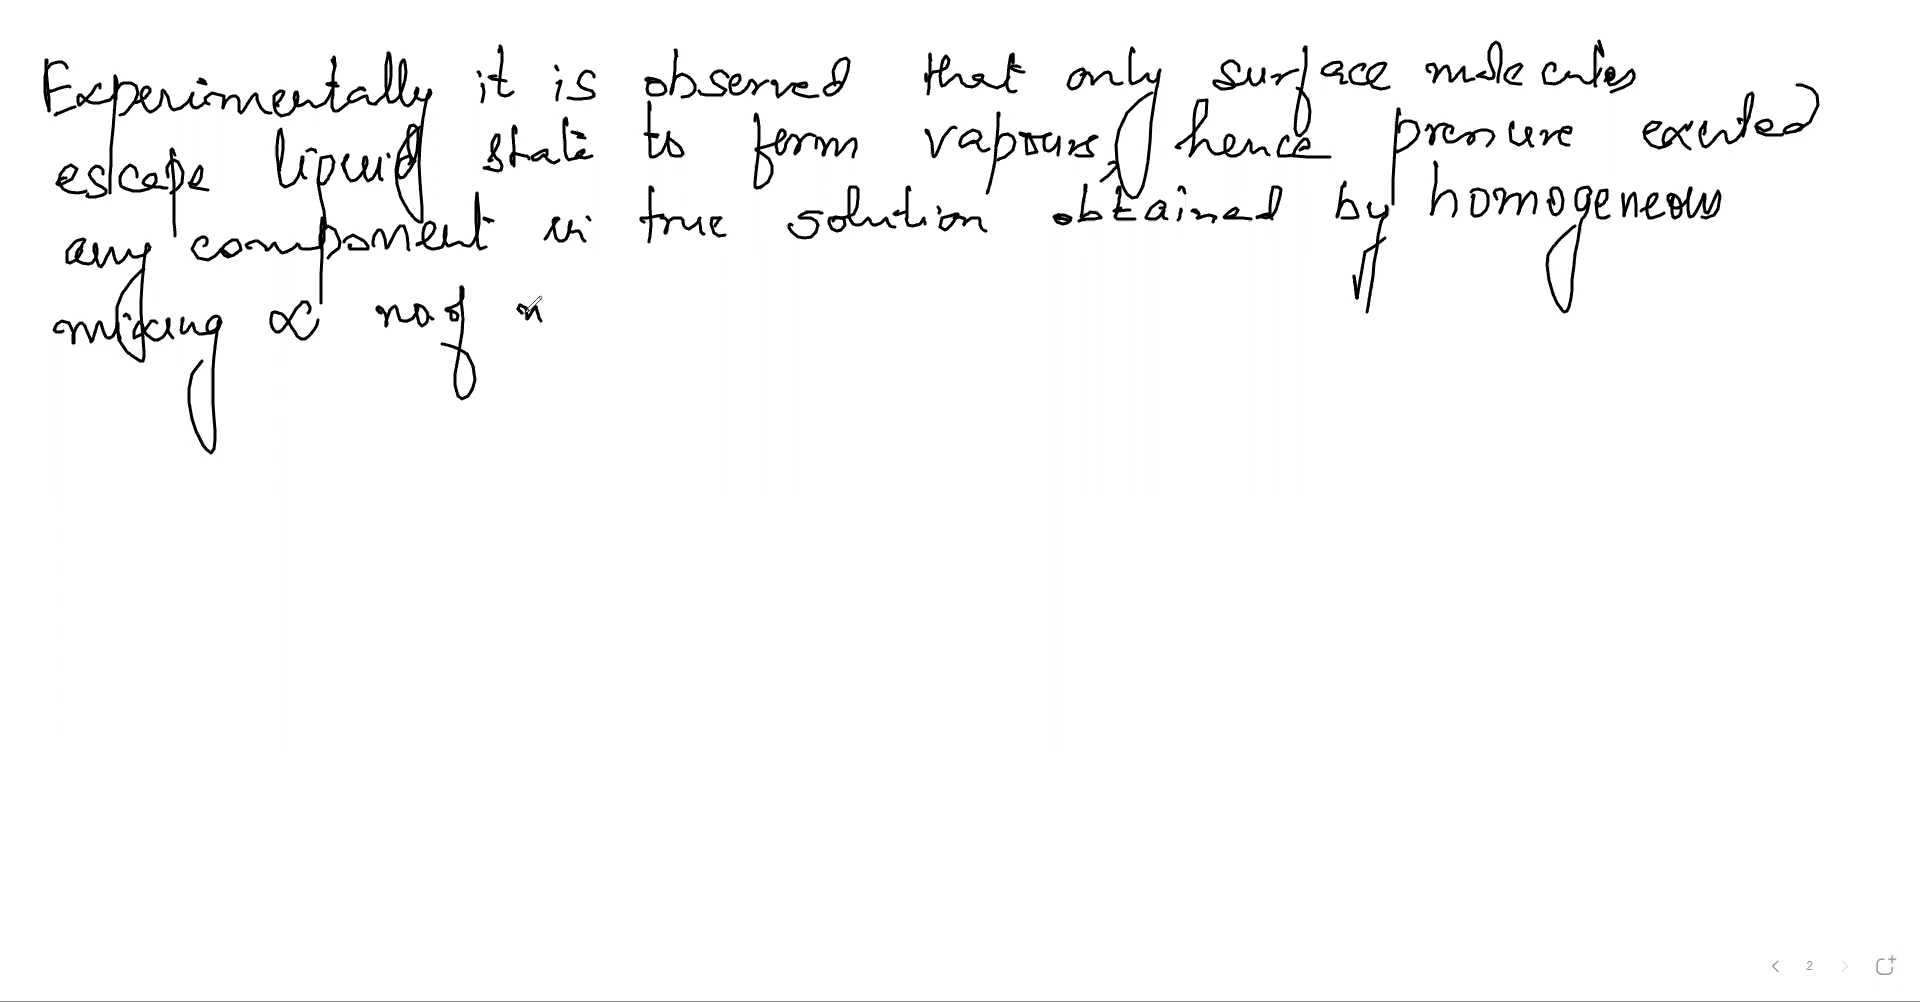 Experimentally it is observed that only surface molecules
escape liquid state to form vapours, hence pressure exerted
any component in true solution obtained by homogeneous
mixing ∝ no. of
2